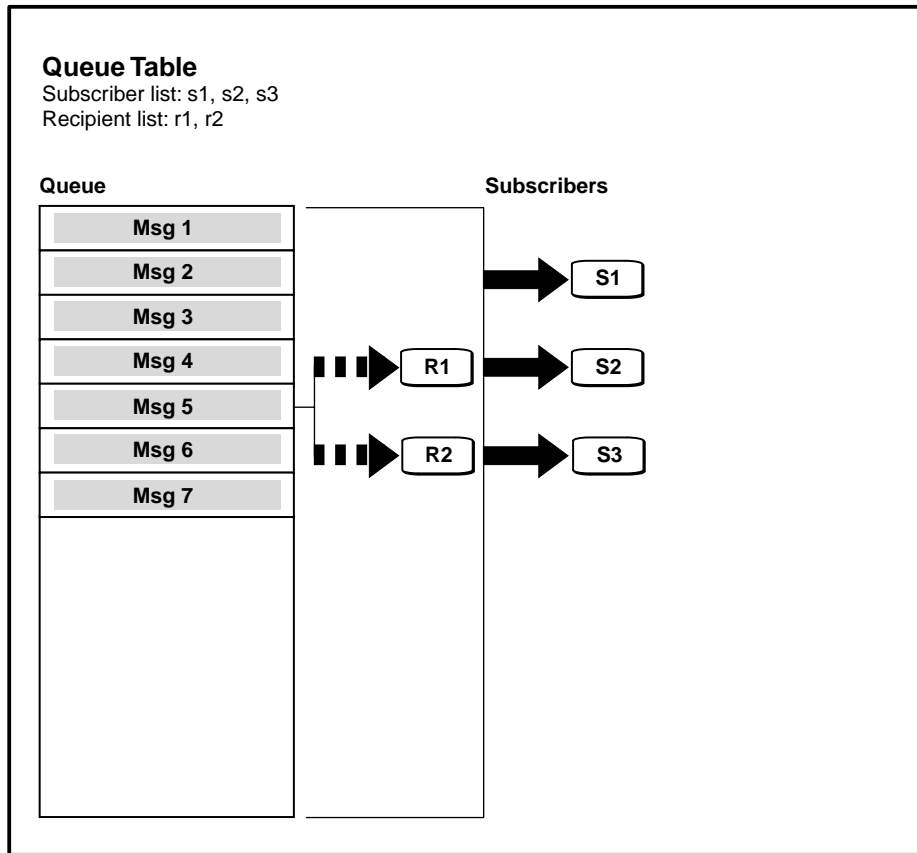 Queue Table
Subscriber list: s1, s2, s3
Recipient list: r1, r2
Queue
Subscribers
Msg 1
Msg 2
S1
Msg 3
Msg 4
R1
S2
Msg 5
Msg 6
R2
S3
Msg 7